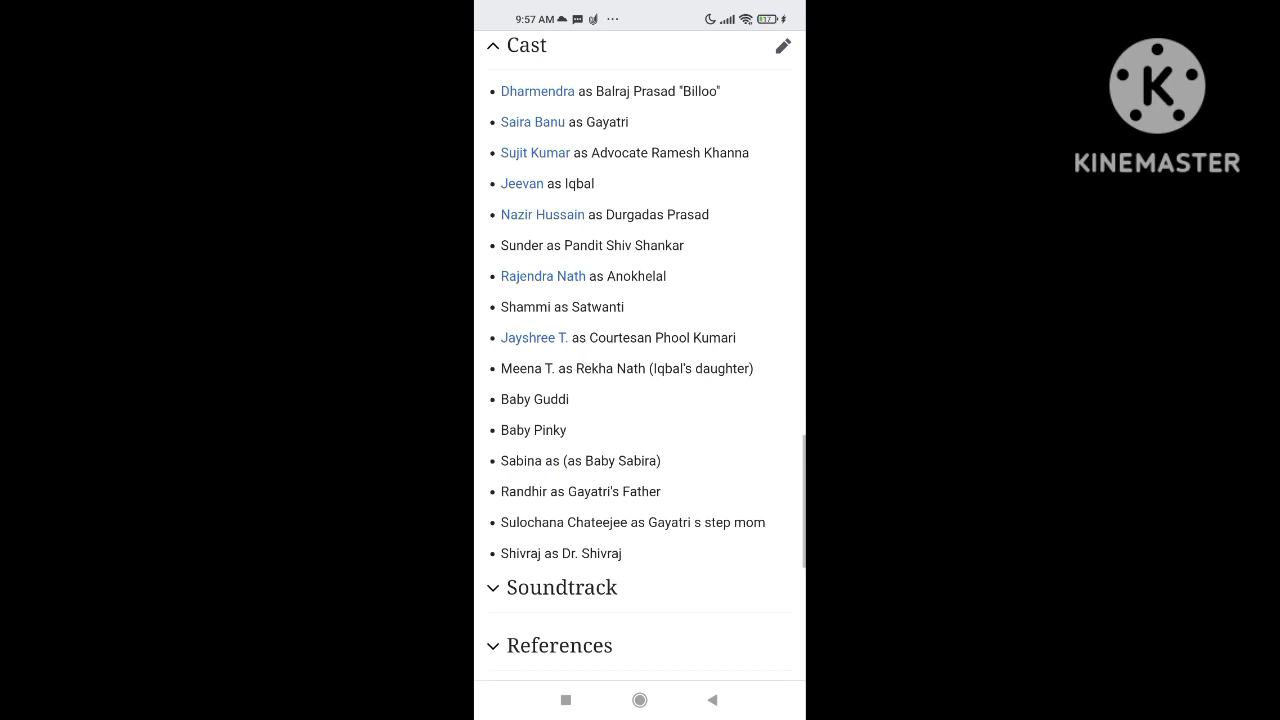 9:57 AM
17
Cast
Dharmendra as Balraj Prasad "Billoo"
Saira Banu as Gayatri
Sujit Kumar as Advocate Ramesh Khanna
Jeevan as Iqbal
Nazir Hussain as Durgadas Prasad
Sunder as Pandit Shiv Shankar
Rajendra Nath as Anokhelal
Shammi as Satwanti
Jayshree T. as Courtesan Phool Kumari
Meena T. as Rekha Nath (Iqbal's daughter)
Baby Guddi
Baby Pinky
Sabina as (as Baby Sabira)
Randhir as Gayatri's Father
Sulochana Chateejee as Gayatri s step mom
Shivraj as Dr. Shivraj
Soundtrack
References
K
KINEMASTER